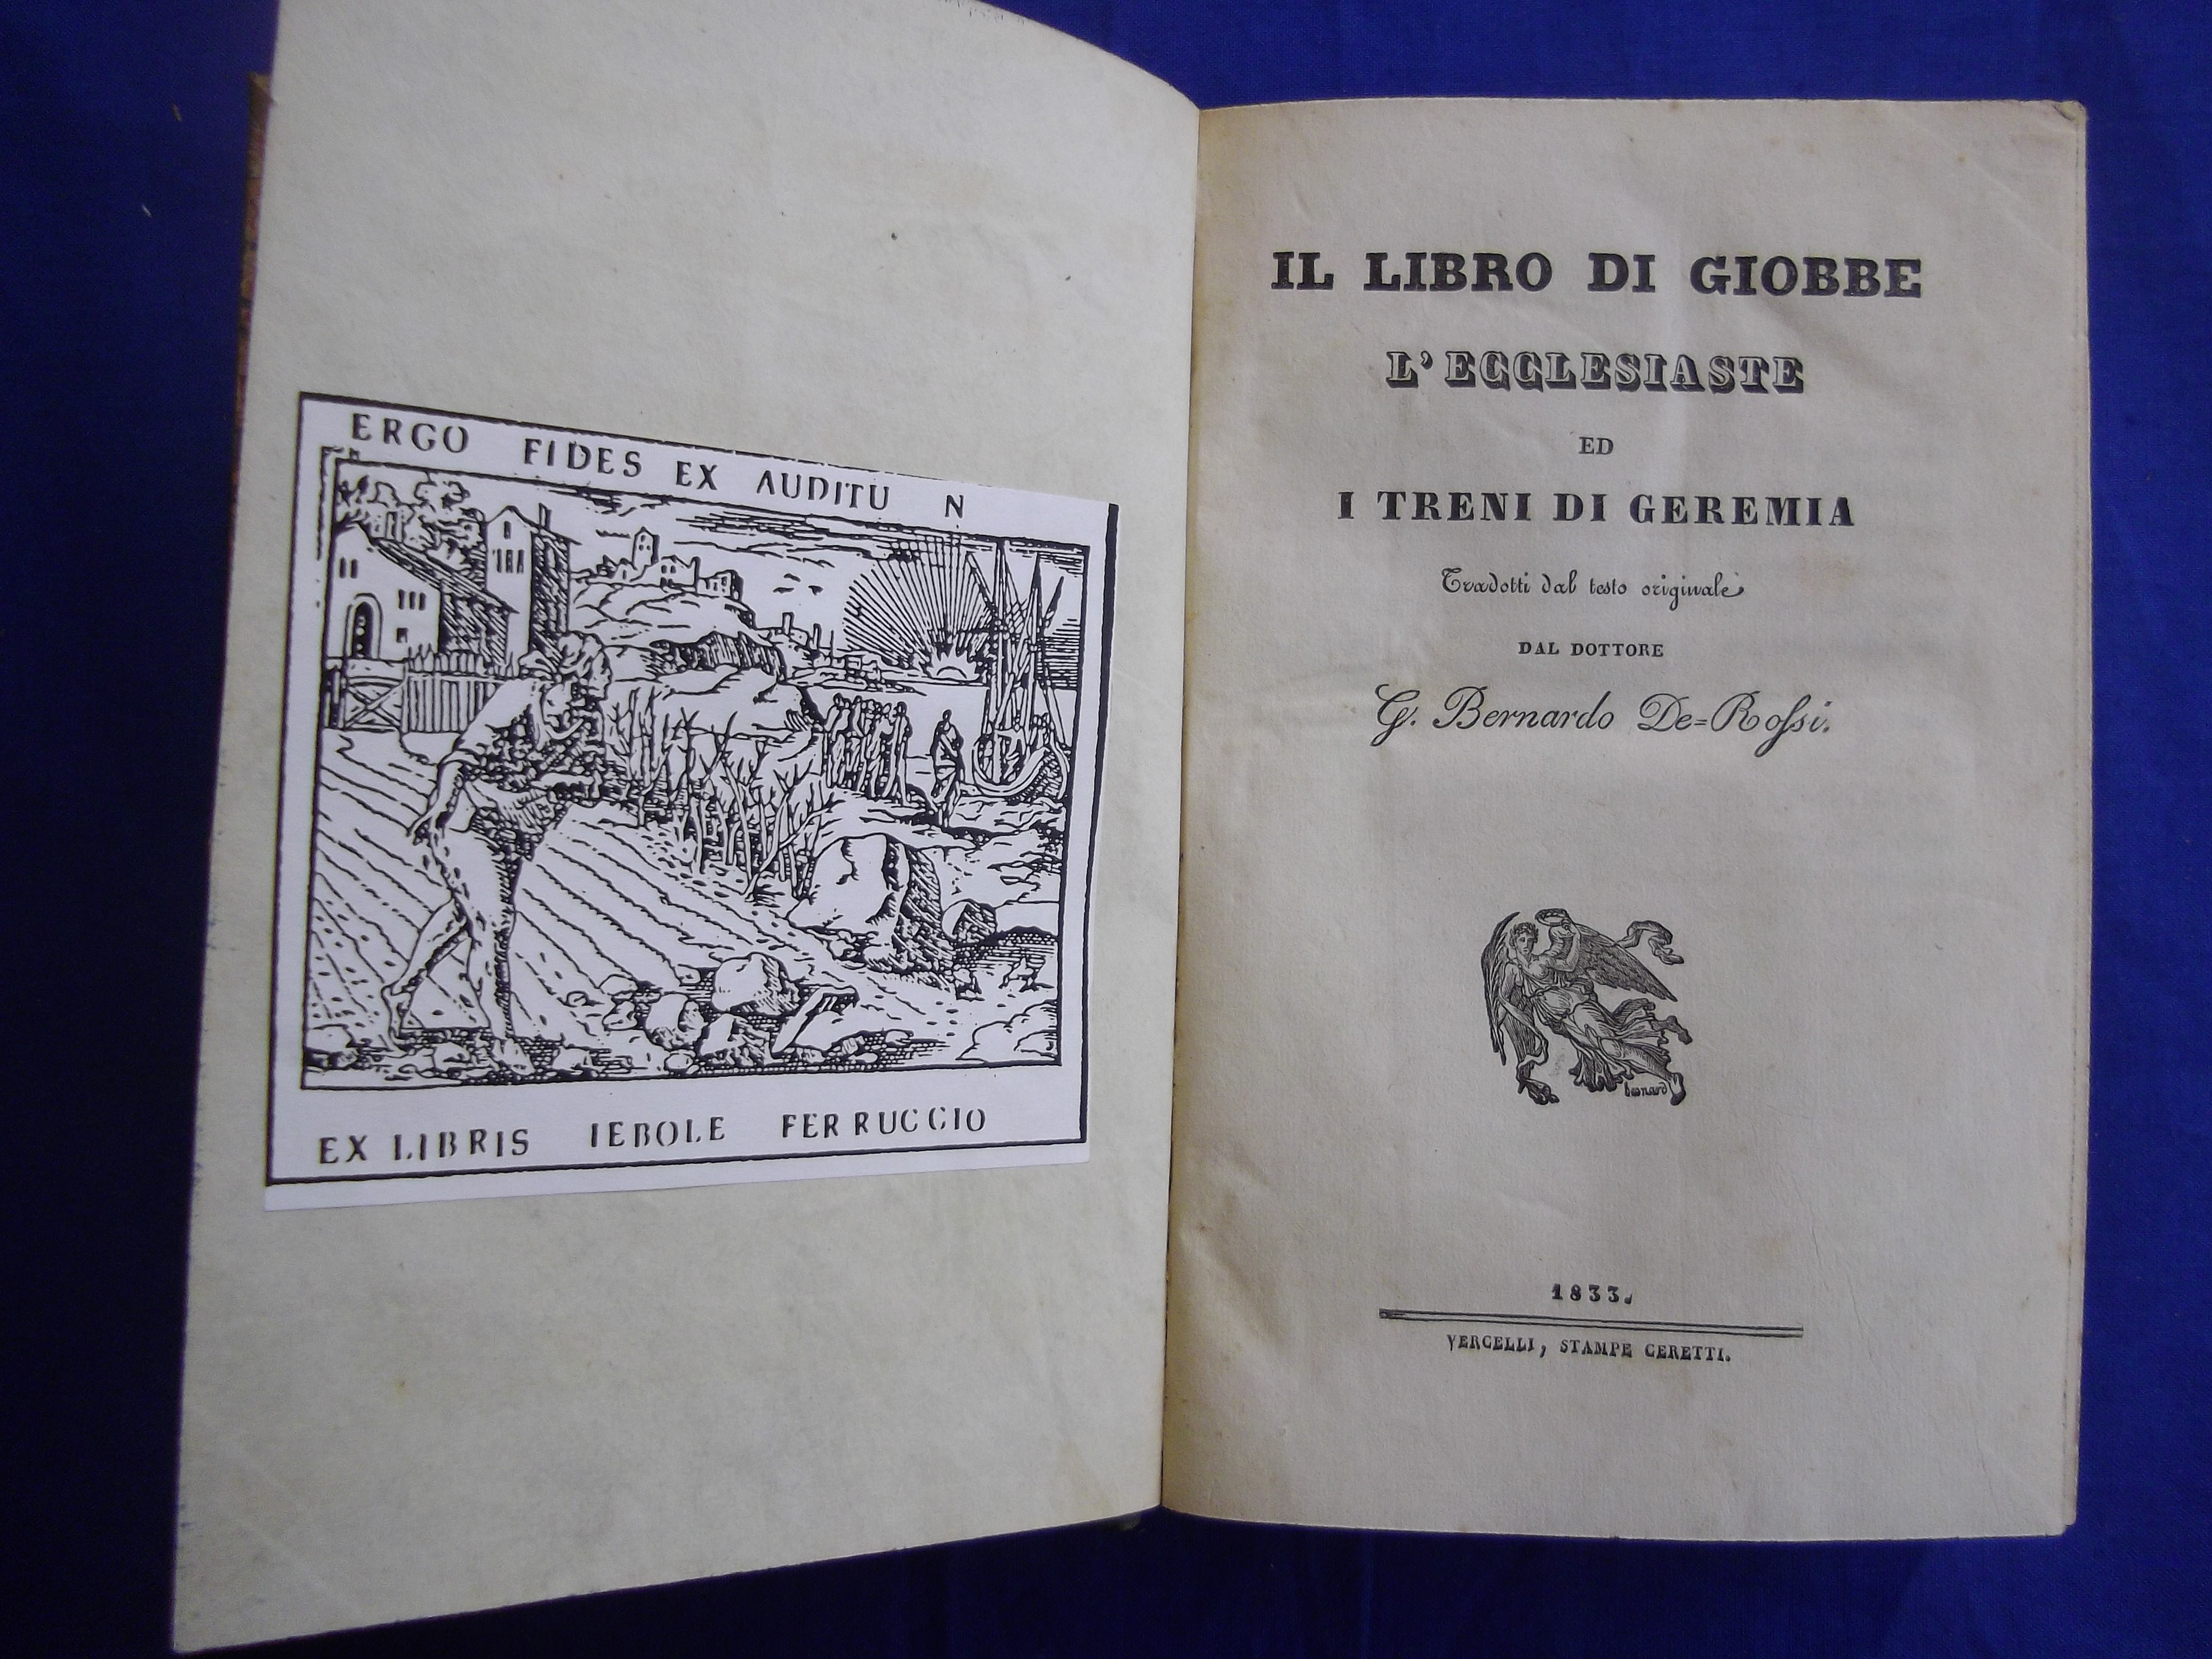 ERGO FIDES EX AUDITU N
EX LIBRIS IEBOLE FERRUCCIO
IL LIBRO DI GIOBBE
L'ECCLESIASTE
ED
I TRENI DI GEREMIA
Tradotti dal testo originale
DAL DOTTORE
G. Bernardo De=Rossi.
1833.
VERCELLI, STAMPE CERETTI.